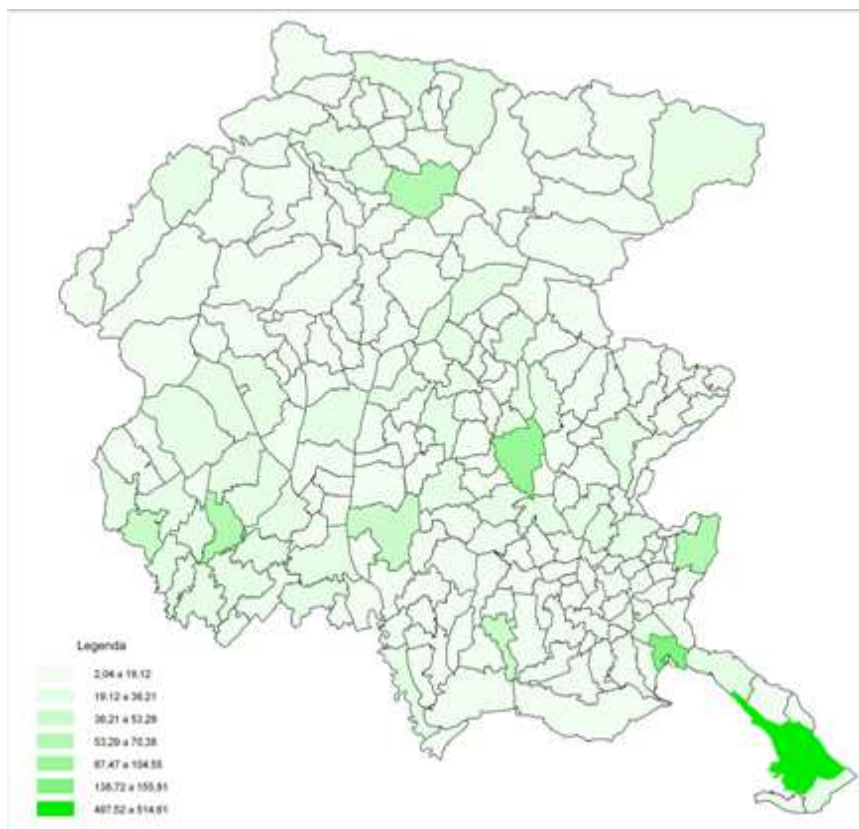 Legenda
2,04 a 19,12
19,12 a 36,21
36,21 a 53,29
53,29 a 70,38
87,47 a 104,55
138,72 a 155,81
497,52 a 514,61